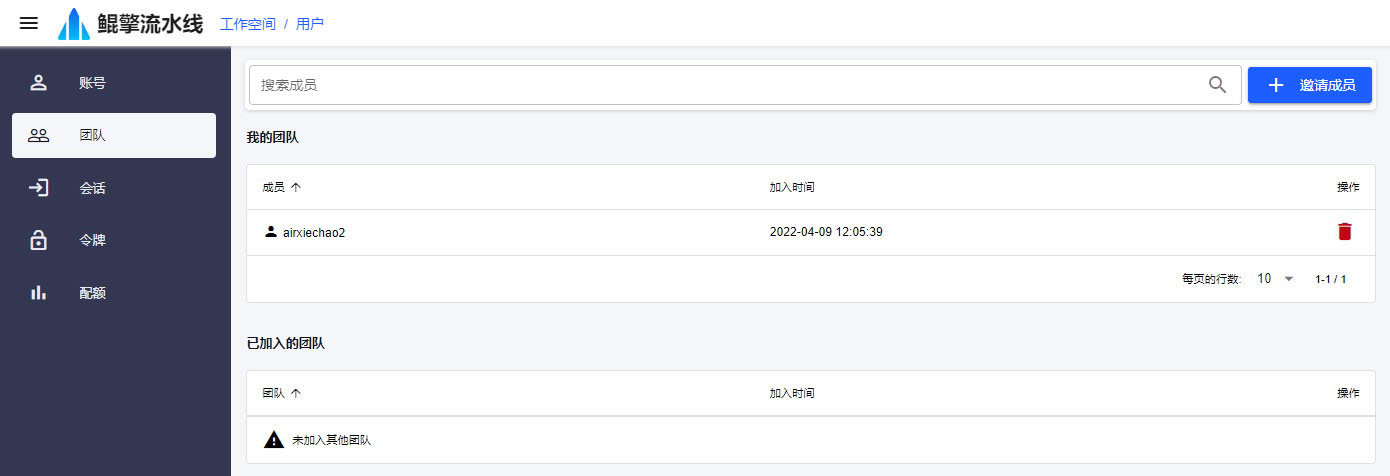 鲲擎流水线 工作空间 / 用户
账号
团队
会话
令牌
配额
搜索成员 邀请成员
我的团队
成员 加入时间 操作
airxiechao2 2022-04-09 12:05:39
每页的行数: 10 1-1 / 1
已加入的团队
团队 加入时间 操作
未加入其他团队